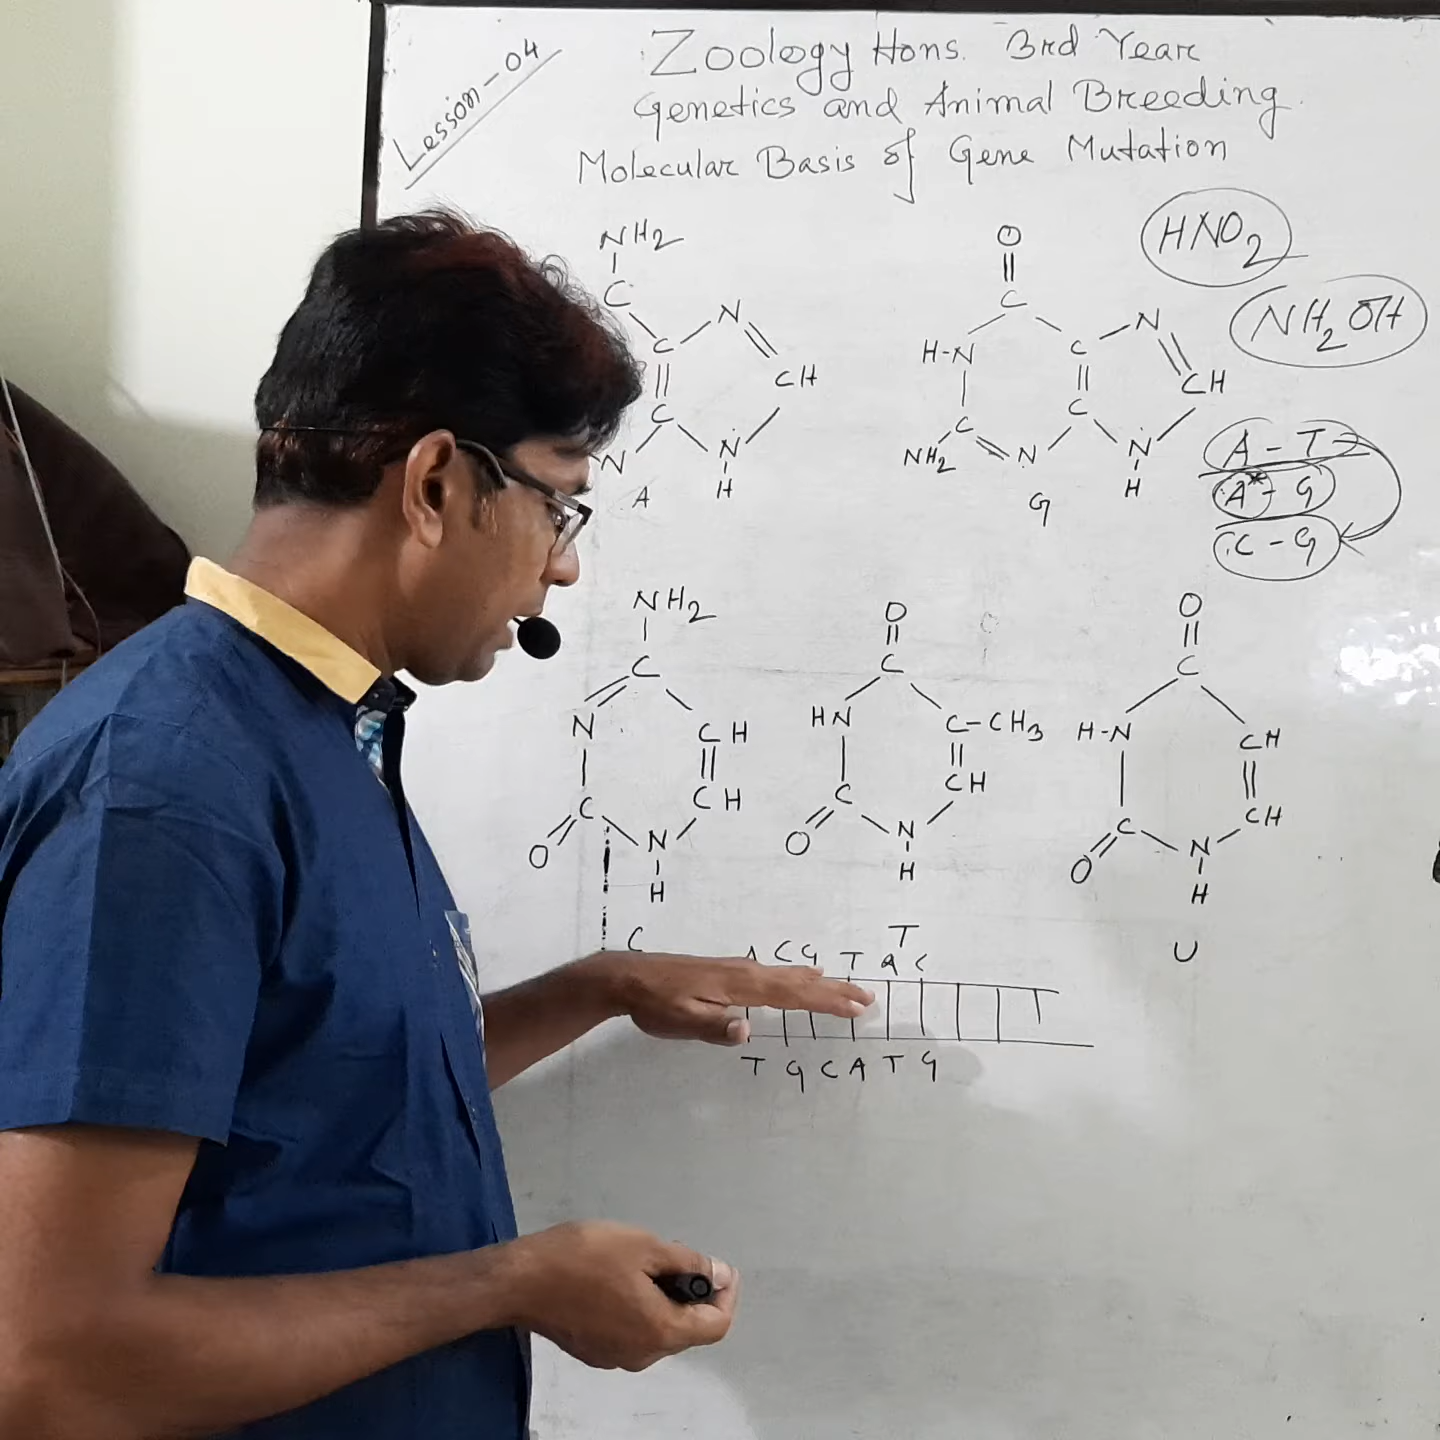 Lesson-04
Zoology Hons. 3rd Year
Genetics and Animal Breeding.
Molecular Basis of Gene Mutation
NH2
C
C
N
CH
C
N
H
N
A
O
C
H-N
C
N
CH
C
NH2
C
N
N
H
G
HNO2
NH2OH
A - T
A* - G
C - G
NH2
C
N
CH
CH
C
O
N
H
C
O
C
HN
C-CH3
CH
C
O
N
H
O
C
H-N
CH
CH
C
O
N
H
U
T
C G T A C
T G C A T G